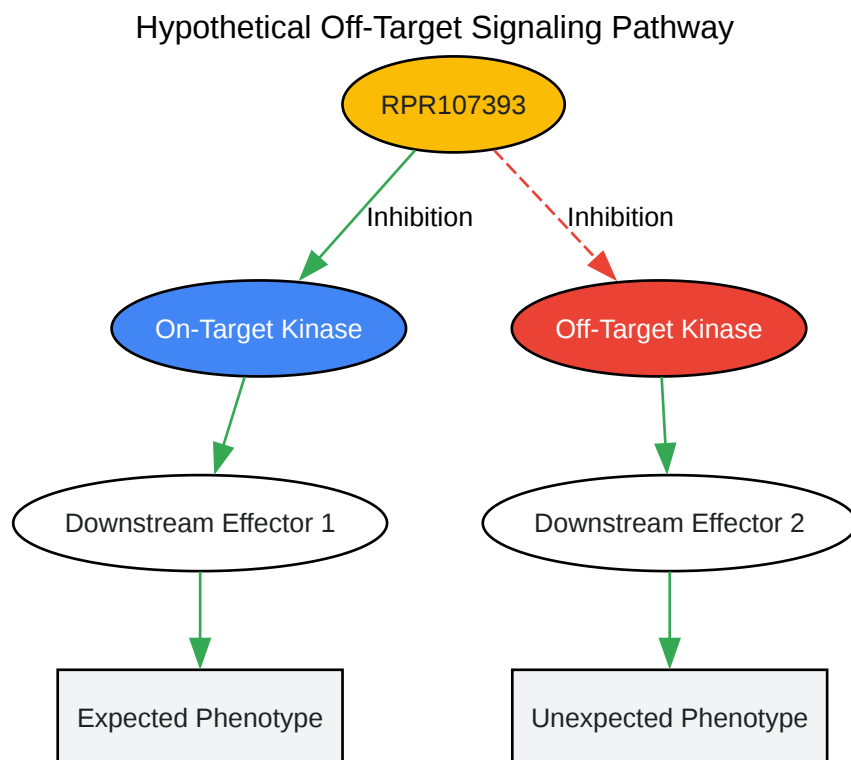 Hypothetical Off-Target Signaling Pathway
RPR107393
Inhibition
Inhibition
On-Target Kinase
Off-Target Kinase
Downstream Effector 1
Downstream Effector 2
Expected Phenotype
Unexpected Phenotype